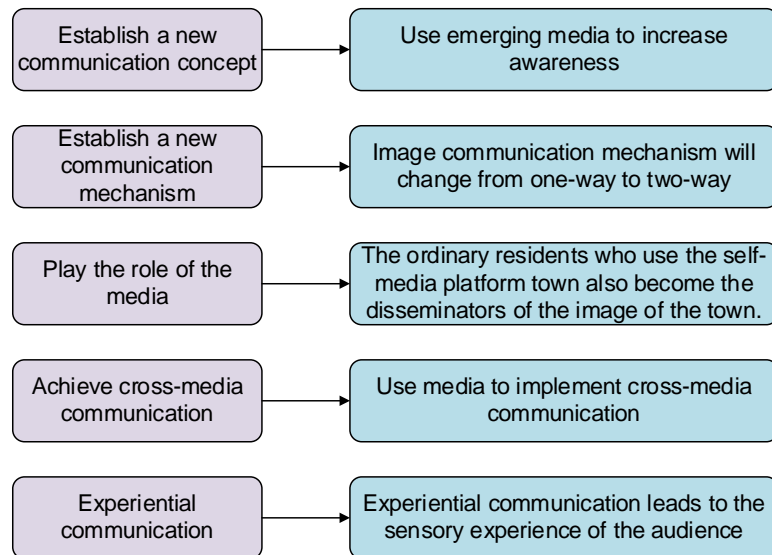 Establish a new
communication concept
Use emerging media to increase
awareness
Establish a new
communication
mechanism
Image communication mechanism will
change from one-way to two-way
Play the role of the
media
The ordinary residents who use the self-
media platform town also become the
disseminators of the image of the town.
Achieve cross-media
communication
Use media to implement cross-media
communication
Experiential
communication
Experiential communication leads to the
sensory experience of the audience